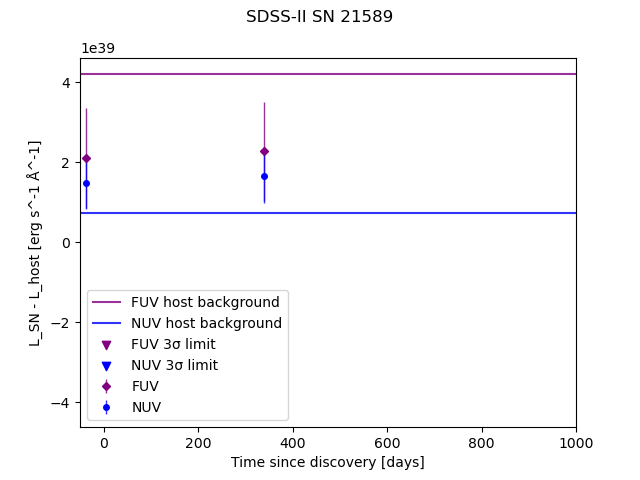 SDSS-II SN 21589
1e39
4
2
0
−2
−4
L_SN - L_host [erg s^-1 Å^-1]
FUV host background
NUV host background
FUV 3σ limit
NUV 3σ limit
FUV
NUV
0 200 400 600 800 1000
Time since discovery [days]